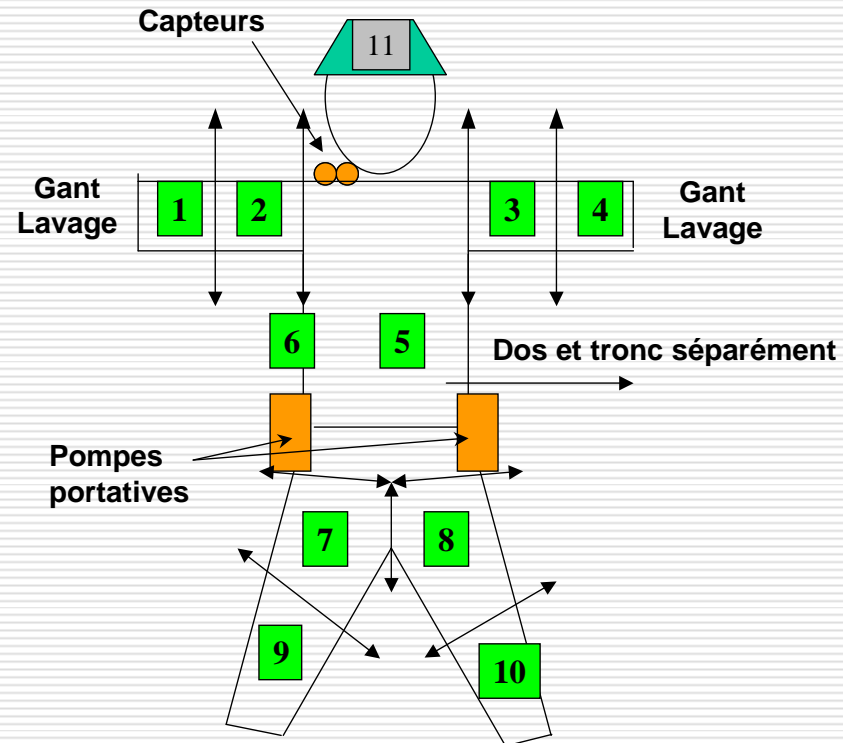 Capteurs
11
Gant
Lavage
1
2
3
4
Gant
Lavage
6
5
Dos et tronc séparément
Pompes
portatives
7
8
9
10